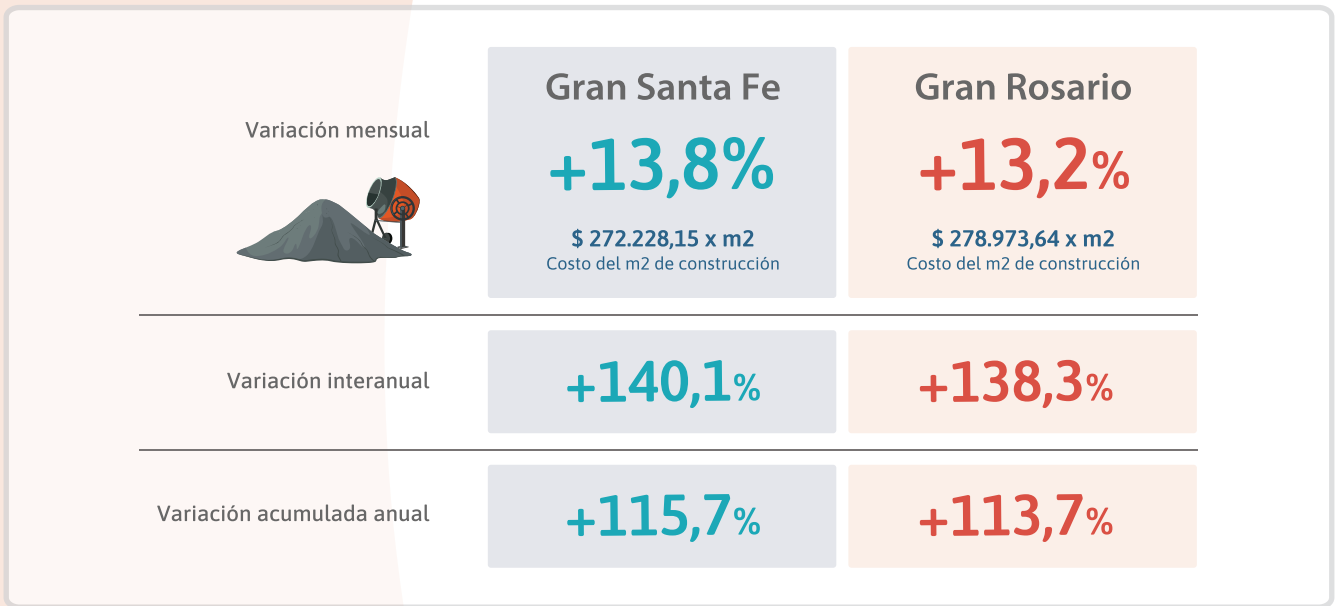 Gran Santa Fe
Gran Rosario
Variación mensual
+13,8%
+13,2%
$ 272.228,15 x m2
$ 278.973,64 x m2
Costo del m2 de construcción
Costo del m2 de construcción
Variación interanual
+140,1%
+138,3%
Variación acumulada anual
+115,7%
+113,7%